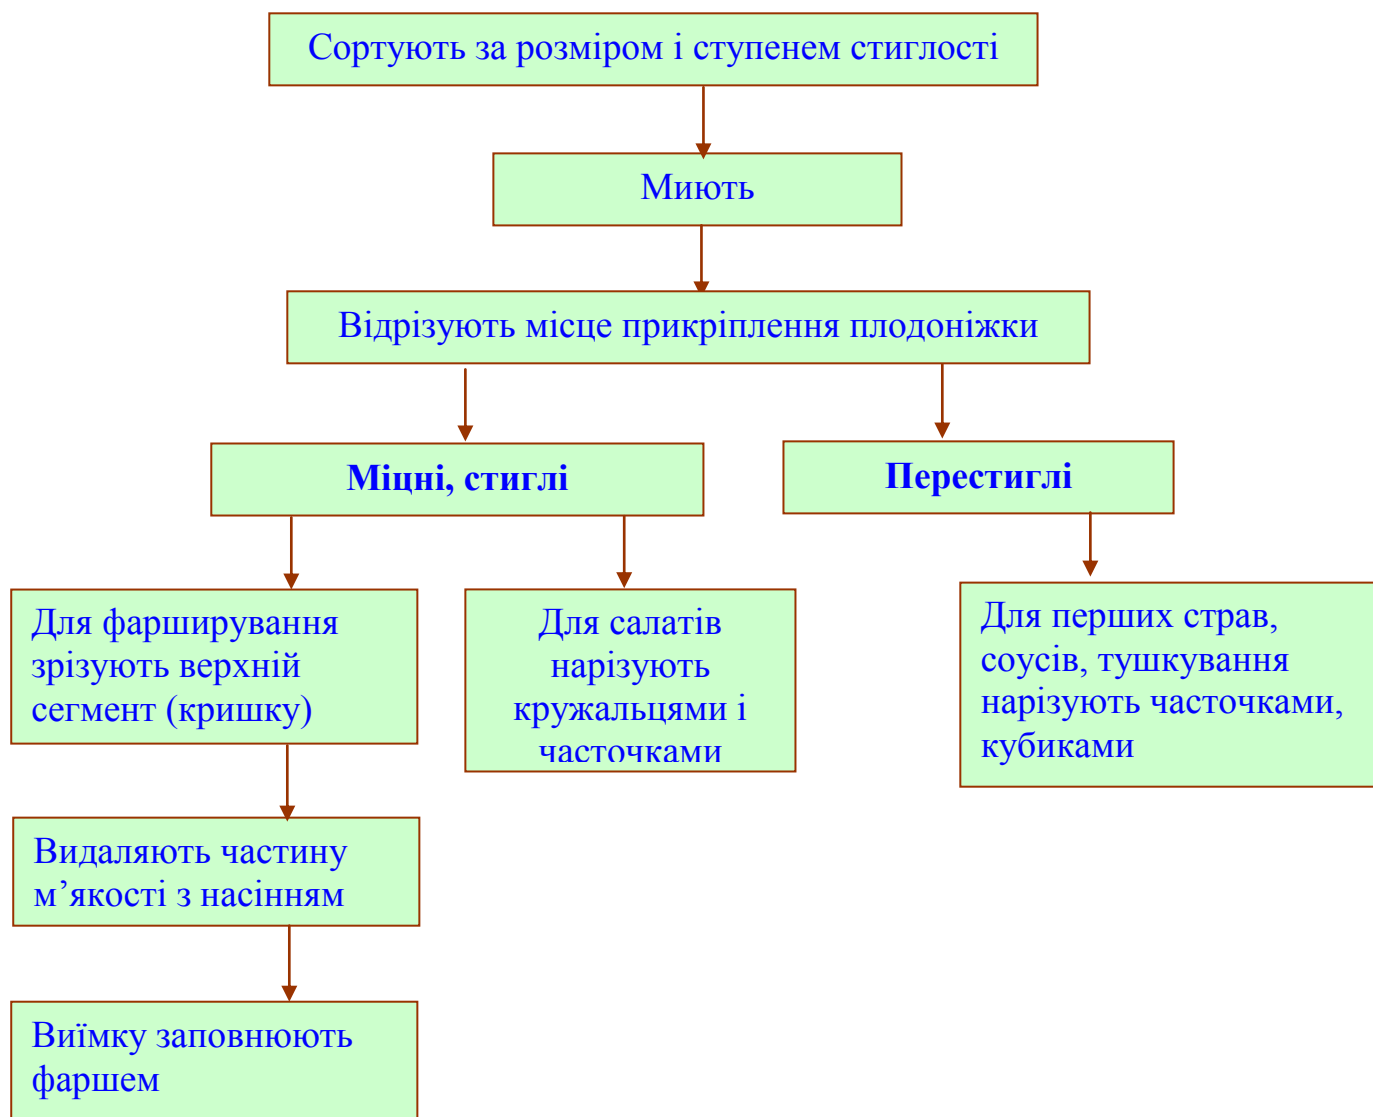 Сортують за розміром і ступенем стиглості
Миють
Відрізують місце прикріплення плодоніжки
Міцні, стиглі
Перестиглі
Для фарширування
зрізують верхній
сегмент (кришку)
Для салатів
нарізують
кружальцями і
часточками
Для перших страв,
соусів, тушкування
нарізують часточками,
кубиками
Видаляють частину
м’якості з насінням
Виїмку заповнюють
фаршем